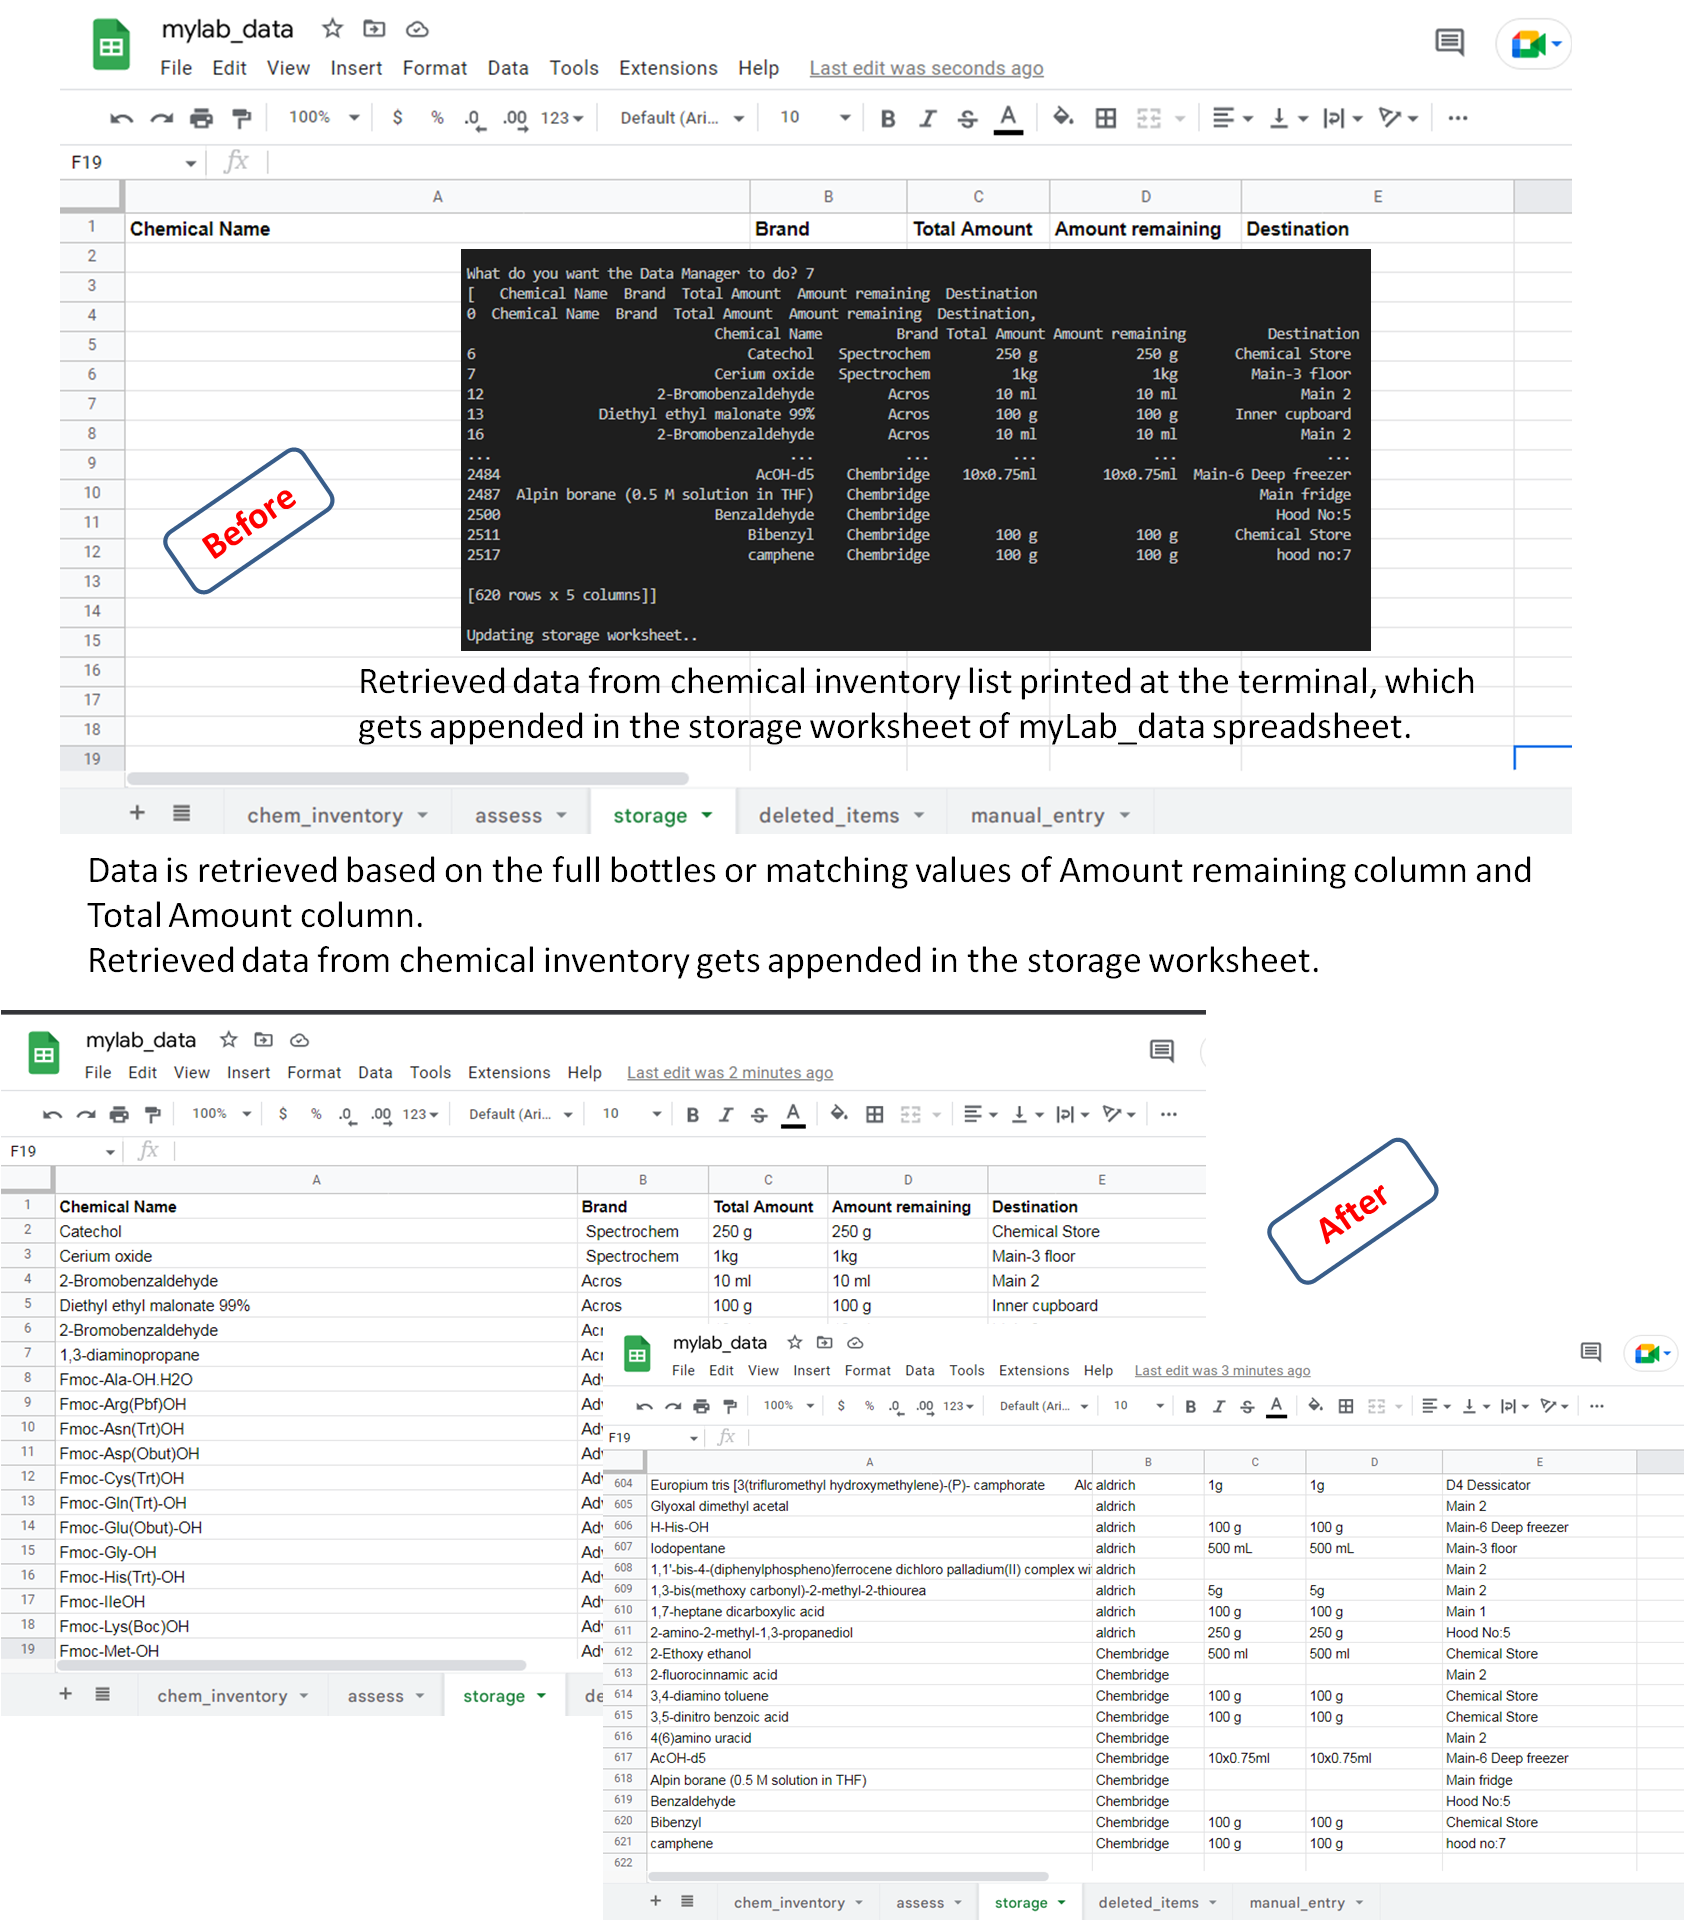 mylab_data
File Edit View Insert Format Data Tools Extensions Help Last edit was seconds ago
100% $ % .0 .00 123 Default (Ari... 10 B I S A ...
F19 fx
A B C D E
1 Chemical Name Brand Total Amount Amount remaining Destination
2
3
4
5
6
7
8
9
10
11
12
13
14
15
16
17
18
19
Before
What do you want the Data Manager to do? 7
[ Chemical Name Brand Total Amount Amount remaining Destination
0 Chemical Name Brand Total Amount Amount remaining Destination,
Chemical Name Brand Total Amount Amount remaining Destination
6 Catechol Spectrochem 250 g 250 g Chemical Store
7 Cerium oxide Spectrochem 1kg 1kg Main-3 floor
12 2-Bromobenzaldehyde Acros 10 ml 10 ml Main 2
13 Diethyl ethyl malonate 99% Acros 100 g 100 g Inner cupboard
16 2-Bromobenzaldehyde Acros 10 ml 10 ml Main 2
... ... ... ... ... ...
2484 AcOH-d5 Chembridge 10x0.75ml 10x0.75ml Main-6 Deep freezer
2487 Alpin borane (0.5 M solution in THF) Chembridge Main fridge
2500 Benzaldehyde Chembridge Hood No:5
2511 Bibenzyl Chembridge 100 g 100 g Chemical Store
2517 camphene Chembridge 100 g 100 g hood no:7
[620 rows x 5 columns]]
Updating storage worksheet..
Retrieved data from chemical inventory list printed at the terminal, which
gets appended in the storage worksheet of myLab_data spreadsheet.
+ chem_inventory assess storage deleted_items manual_entry
Data is retrieved based on the full bottles or matching values of Amount remaining column and
Total Amount column.
Retrieved data from chemical inventory gets appended in the storage worksheet.
mylab_data
File Edit View Insert Format Data Tools Extensions Help Last edit was 2 minutes ago
100% $ % .0 .00 123 Default (Ari... 10 B I S A ...
F19 fx
A B C D E
1 Chemical Name Brand Total Amount Amount remaining Destination
2 Catechol Spectrochem 250 g 250 g Chemical Store
3 Cerium oxide Spectrochem 1kg 1kg Main-3 floor
4 2-Bromobenzaldehyde Acros 10 ml 10 ml Main 2
5 Diethyl ethyl malonate 99% Acros 100 g 100 g Inner cupboard
6 2-Bromobenzaldehyde Acr
7 1,3-diaminopropane Acr
8 Fmoc-Ala-OH.H2O Adv
9 Fmoc-Arg(Pbf)OH Adv
10 Fmoc-Asn(Trt)OH Adv
11 Fmoc-Asp(Obut)OH Adv
12 Fmoc-Cys(Trt)OH Adv
13 Fmoc-Gln(Trt)-OH Adv
14 Fmoc-Glu(Obut)-OH Adv
15 Fmoc-Gly-OH Adv
16 Fmoc-His(Trt)-OH Adv
17 Fmoc-IleOH Adv
18 Fmoc-Lys(Boc)OH Adv
19 Fmoc-Met-OH Adv
+ chem_inventory assess storage de
After
mylab_data
File Edit View Insert Format Data Tools Extensions Help Last edit was 3 minutes ago
100% $ % .0 .00 123 Default (Ari... 10 B I S A ...
F19 fx
A B C D E
604 Europium tris [3(trifluromethyl hydroxymethylene)-(P)- camphorate Alc aldrich 1g 1g D4 Dessicator
605 Glyoxal dimethyl acetal aldrich Main 2
606 H-His-OH aldrich 100 g 100 g Main-6 Deep freezer
607 Iodopentane aldrich 500 mL 500 mL Main-3 floor
608 1,1'-bis-4-(diphenylphospheno)ferrocene dichloro palladium(II) complex wi aldrich Main 2
609 1,3-bis(methoxy carbonyl)-2-methyl-2-thiourea aldrich 5g 5g Main 2
610 1,7-heptane dicarboxylic acid aldrich 100 g 100 g Main 1
611 2-amino-2-methyl-1,3-propanediol aldrich 250 g 250 g Hood No:5
612 2-Ethoxy ethanol Chembridge 500 ml 500 ml Chemical Store
613 2-fluorocinnamic acid Chembridge Main 2
614 3,4-diamino toluene Chembridge 100 g 100 g Chemical Store
615 3,5-dinitro benzoic acid Chembridge 100 g 100 g Chemical Store
616 4(6)amino uracid Chembridge Main 2
617 AcOH-d5 Chembridge 10x0.75ml 10x0.75ml Main-6 Deep freezer
618 Alpin borane (0.5 M solution in THF) Chembridge Main fridge
619 Benzaldehyde Chembridge Hood No:5
620 Bibenzyl Chembridge 100 g 100 g Chemical Store
621 camphene Chembridge 100 g 100 g hood no:7
622
+ chem_inventory assess storage deleted_items manual_entry